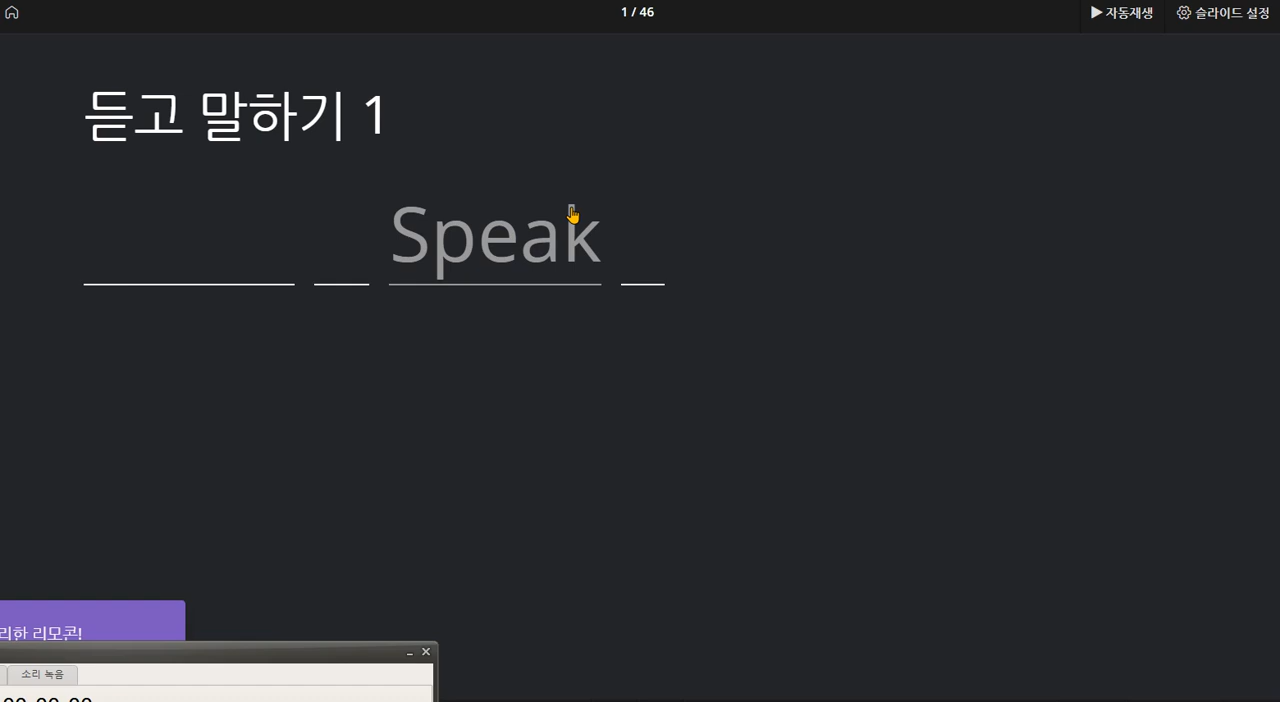 1 / 46
자동재생
슬라이드 설정
듣고 말하기 1
Speak
리한 리모콘!
소리 녹음